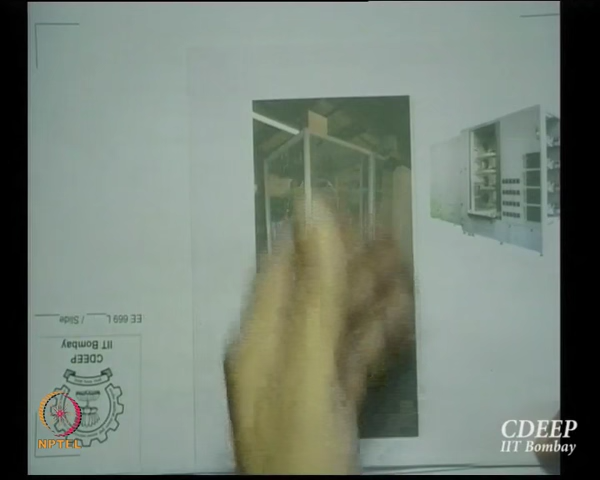 EE 669 L / Slide
IIT Bombay
CDEEP
NPTEL
CDEEP
IIT Bombay